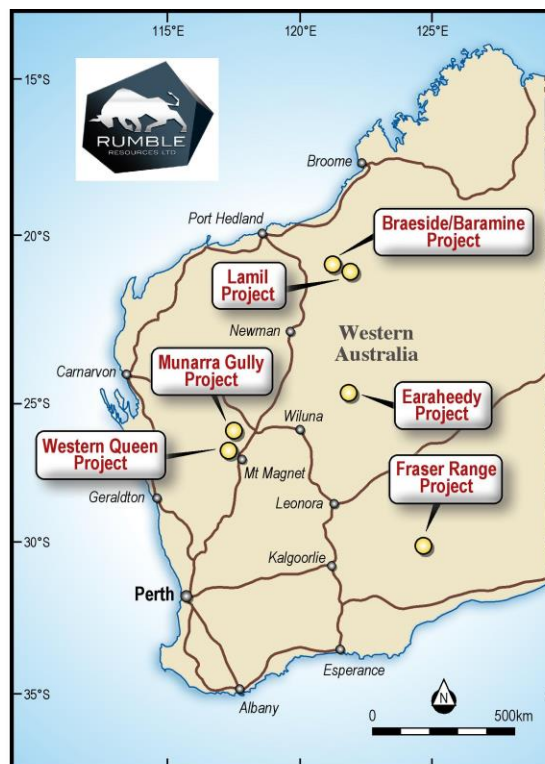 115°E
120°E
125°E
15°S
RUMBLE
RESOURCES LTD
Broome
Port Hedland
20°S
Braeside/Baramine
Project
Lamil
Project
Newman
Western
Australia
Munarra Gully
Project
Carnarvon
25°S
Earaheedy
Project
Wiluna
Western Queen
Project
Mt Magnet
Fraser Range
Project
Geraldton
Leonora
30°S
Kalgoorlie
Perth
Esperance
35°S
Albany
N
0
500km